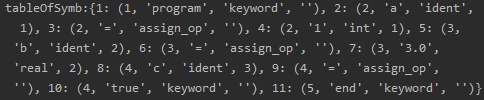 tableOfSymb:{1: (1, 'program', 'keyword', ''), 2: (2, 'a', 'ident',
1), 3: (2, '=', 'assign_op', ''), 4: (2, '1', 'int', 1), 5: (3,
'b', 'ident', 2), 6: (3, '=', 'assign_op', ''), 7: (3, '3.0',
'real', 2), 8: (4, 'c', 'ident', 3), 9: (4, '=', 'assign_op',
''), 10: (4, 'true', 'keyword', ''), 11: (5, 'end', 'keyword', '')}